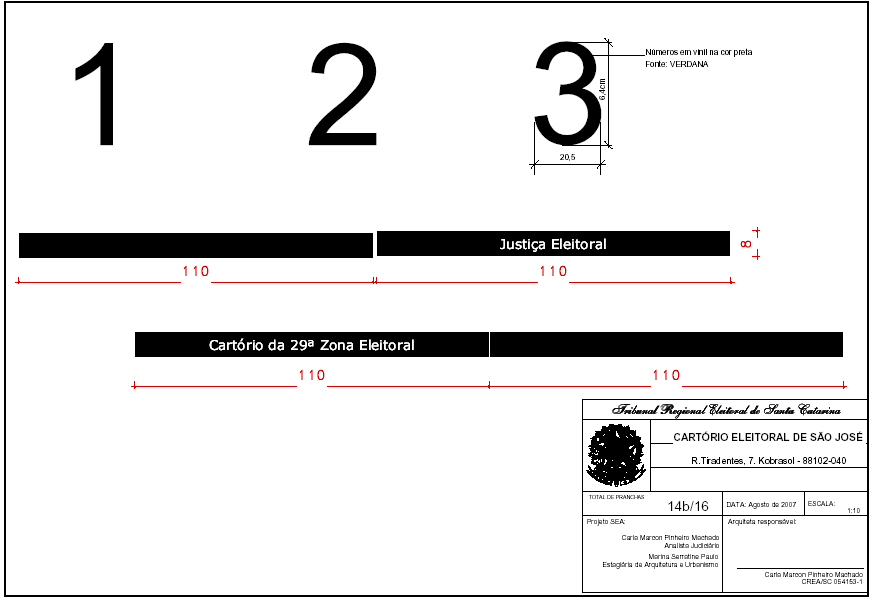 1 2 3
Números em vinil na cor preta
Fonte: VERDANA
6,4cm
20,5
Justiça Eleitoral
8
110 110
Cartório da 29ª Zona Eleitoral
110 110
Tribunal Regional Eleitoral de Santa Catarina
CARTÓRIO ELEITORAL DE SÃO JOSÉ
R.Tiradentes, 7. Kobrasol - 88102-040
TOTAL DE PRANCHAS
14b/16
DATA: Agosto de 2007
ESCALA:
1:10
Projeto SEA:
Carla Marcon Pinheiro Machado
Analista Judiciário
Marina Serratine Paulo
Estagiária de Arquitetura e Urbanismo
Arquiteta responsável:
Carla Marcon Pinheiro Machado
CREA/SC 054153-1